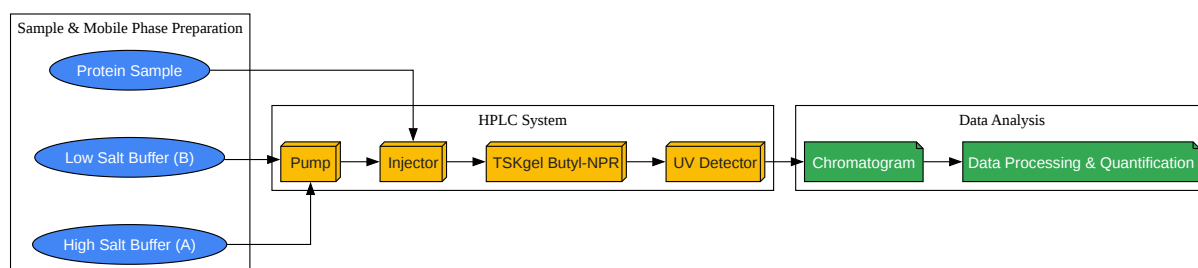 Sample & Mobile Phase Preparation
Protein Sample
Low Salt Buffer (B)
High Salt Buffer (A)
HPLC System
Pump
Injector
TSKgel Butyl-NPR
UV Detector
Data Analysis
Chromatogram
Data Processing & Quantification